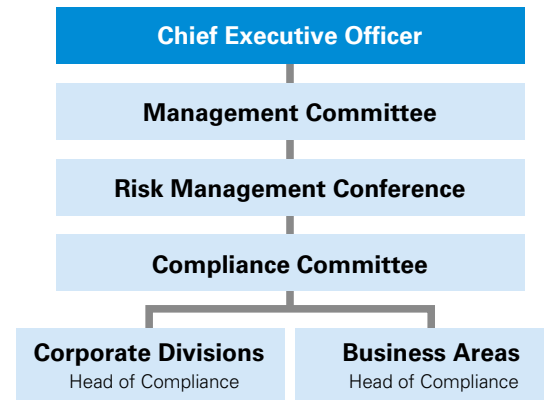 Chief Executive Officer
Management Committee
Risk Management Conference
Compliance Committee
Corporate Divisions
Head of Compliance
Business Areas
Head of Compliance